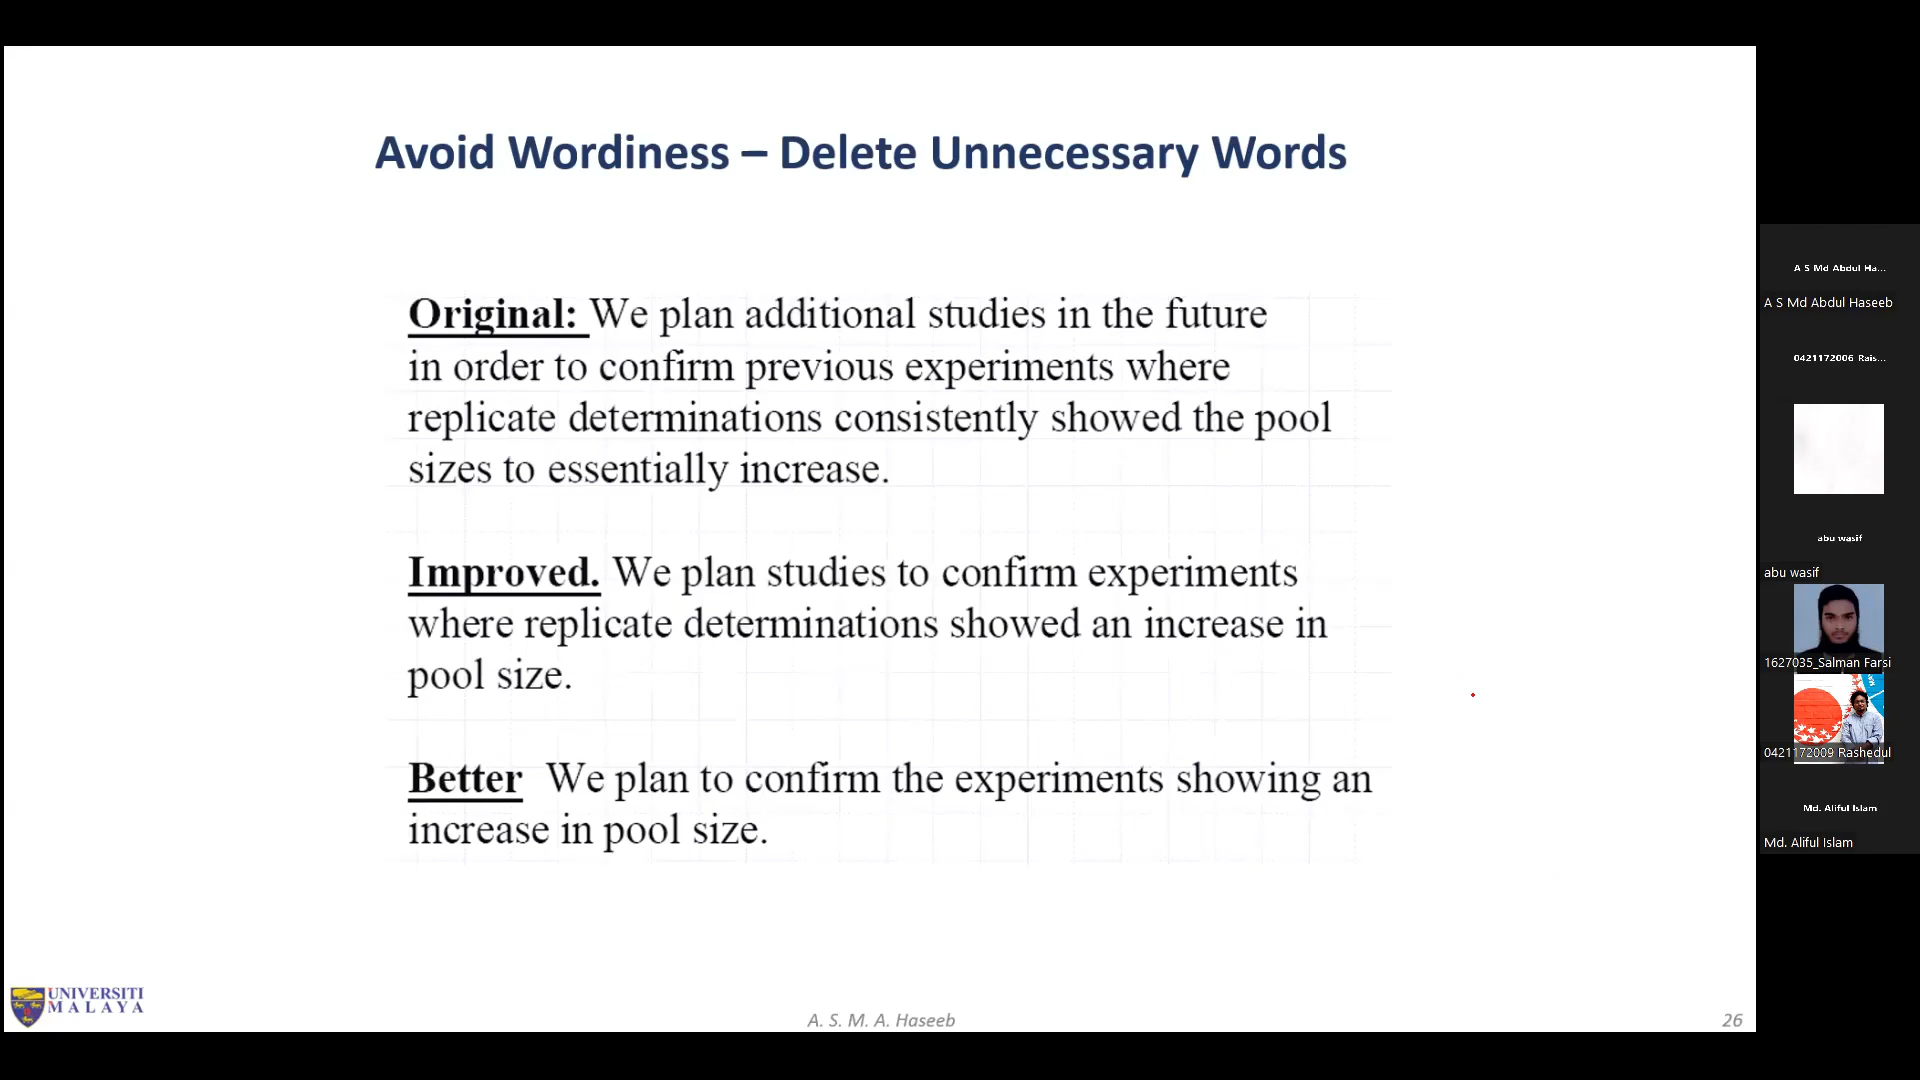 Avoid Wordiness – Delete Unnecessary Words
Original: We plan additional studies in the future
in order to confirm previous experiments where
replicate determinations consistently showed the pool
sizes to essentially increase.
Improved. We plan studies to confirm experiments
where replicate determinations showed an increase in
pool size.
Better We plan to confirm the experiments showing an
increase in pool size.
UNIVERSITI
MALAYA
A. S. M. A. Haseeb
26
A S Md Abdul Ha...
A S Md Abdul Haseeb
0421172006 Rais...
abu wasif
abu wasif
1627035_Salman Farsi
0421172009 Rashedul
Md. Aliful Islam
Md. Aliful Islam